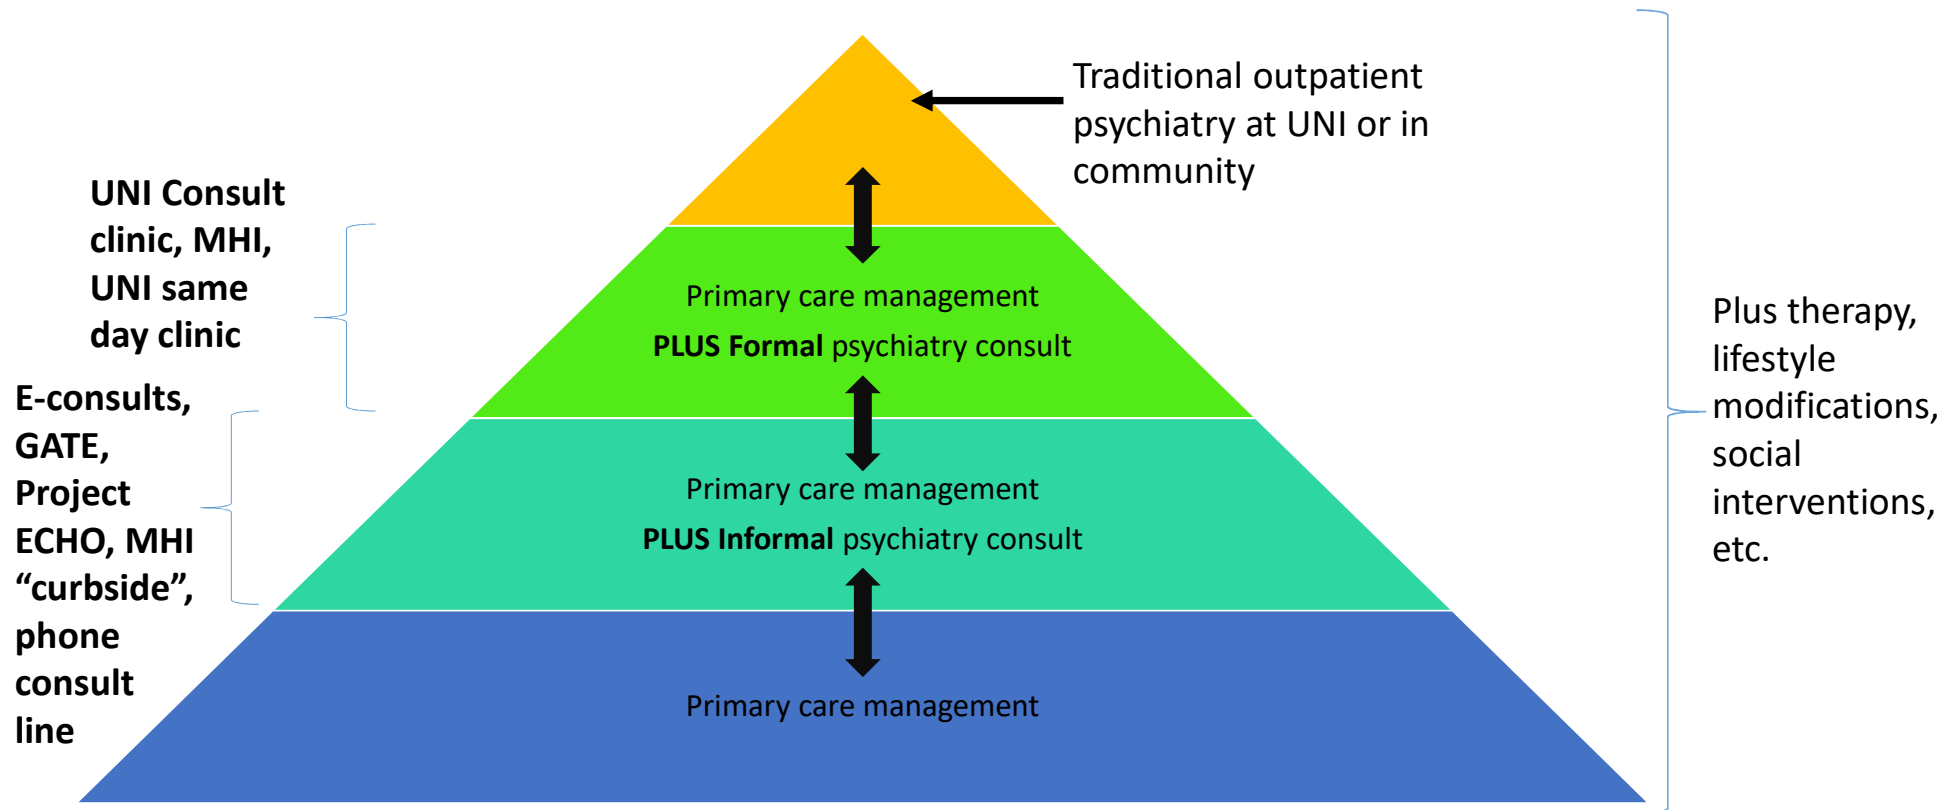 Traditional outpatient
psychiatry at UNI or in
community
UNI Consult
clinic, MHI,
UNI same
day clinic
Primary care management
PLUS Formal psychiatry consult
E-consults,
GATE,
Project
ECHO, MHI
“curbside”,
phone
consult
line
Primary care management
PLUS Informal psychiatry consult
Primary care management
Plus therapy,
lifestyle
modifications,
social
interventions,
etc.